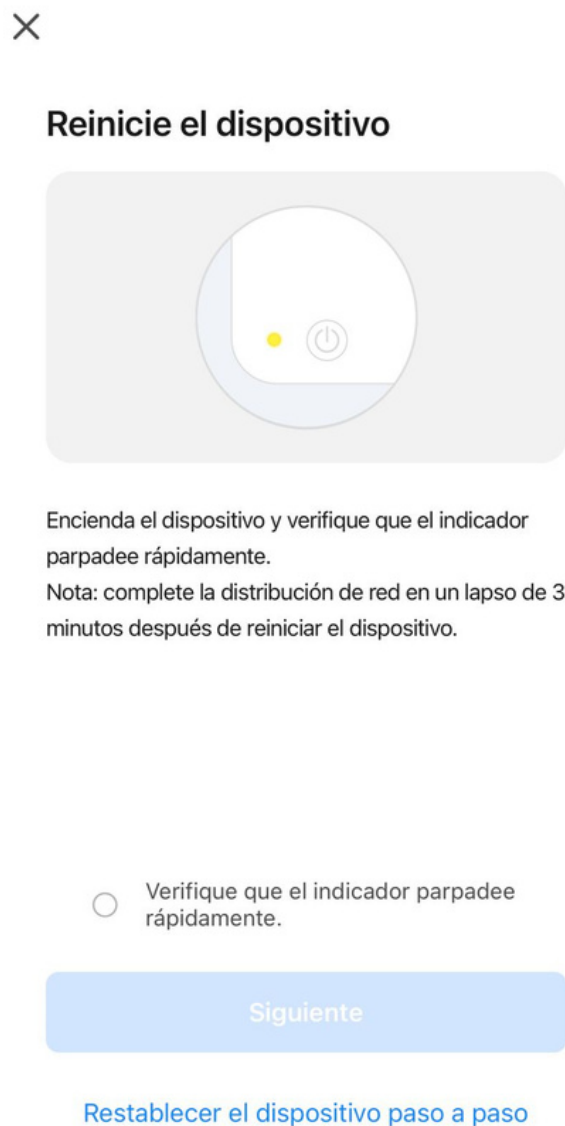 Reinicie el dispositivo
Encienda el dispositivo y verifique que el indicador
parpadee rápidamente.
Nota: complete la distribución de red en un lapso de 3
minutos después de reiniciar el dispositivo.
Verifique que el indicador parpadee
rápidamente.
Siguiente
Restablecer el dispositivo paso a paso